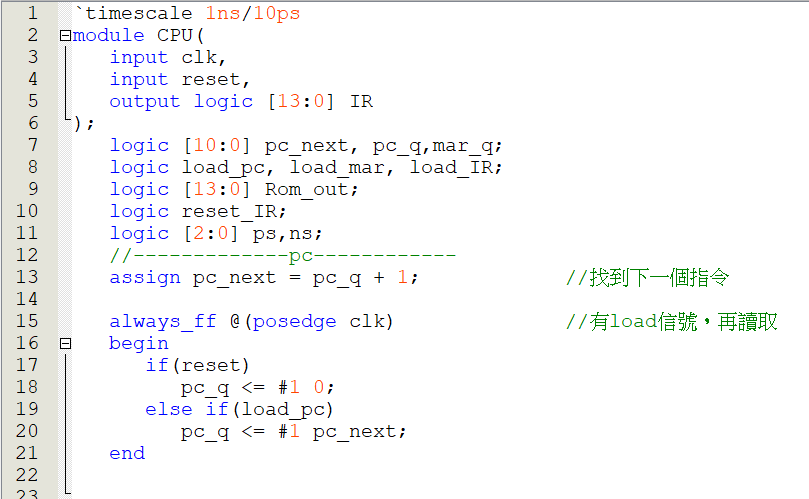 1 `timescale 1ns/10ps
2 module CPU(
3 input clk,
4 input reset,
5 output logic [13:0] IR
6 );
7 logic [10:0] pc_next, pc_q,mar_q;
8 logic load_pc, load_mar, load_IR;
9 logic [13:0] Rom_out;
10 logic reset_IR;
11 logic [2:0] ps,ns;
12 //-------------pc------------
13 assign pc_next = pc_q + 1; //找到下一個指令
14
15 always_ff @(posedge clk) //有load信號，再讀取
16 begin
17 if(reset)
18 pc_q <= #1 0;
19 else if(load_pc)
20 pc_q <= #1 pc_next;
21 end
22
23